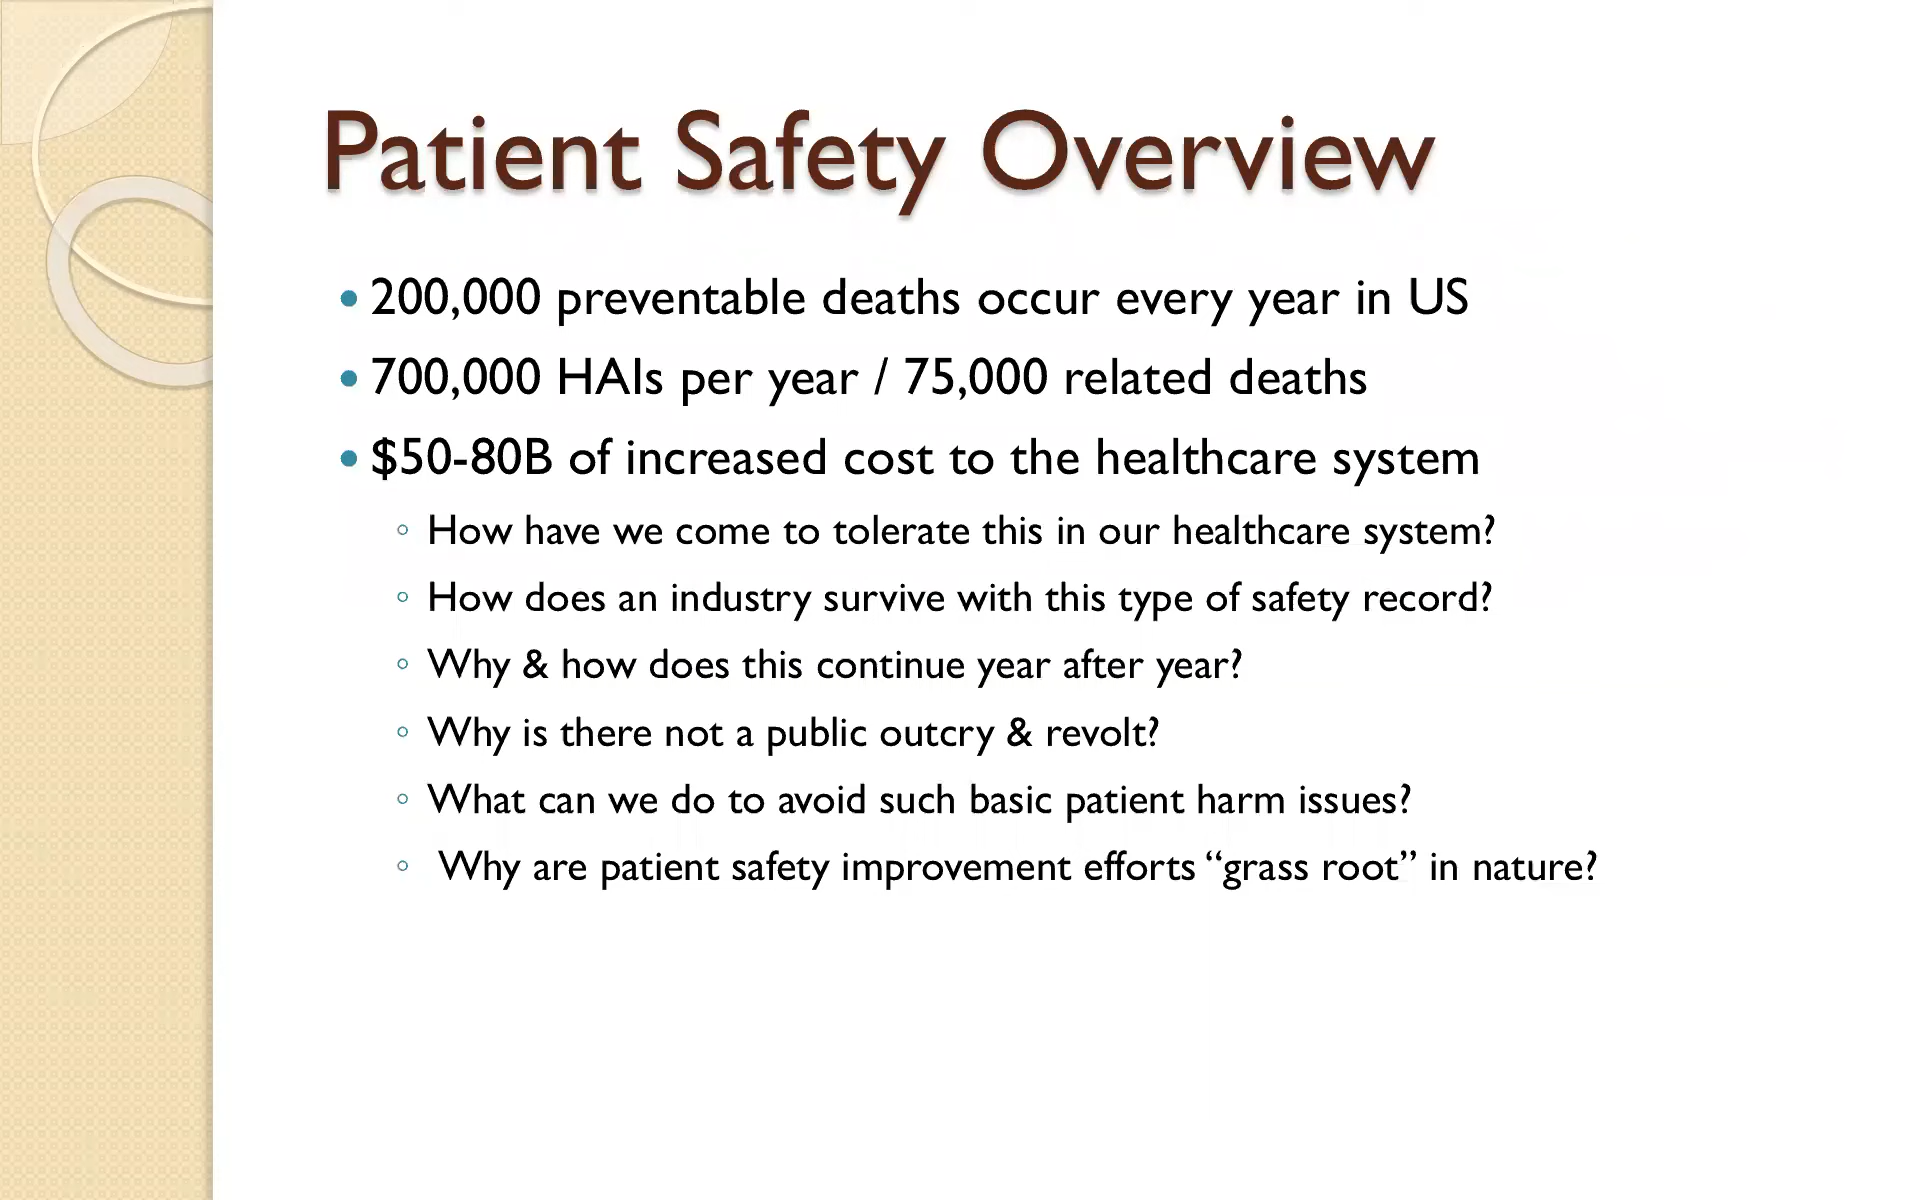 Patient Safety Overview
• 200,000 preventable deaths occur every year in US
• 700,000 HAIs per year / 75,000 related deaths
• $50-80B of increased cost to the healthcare system
◦ How have we come to tolerate this in our healthcare system?
◦ How does an industry survive with this type of safety record?
◦ Why & how does this continue year after year?
◦ Why is there not a public outcry & revolt?
◦ What can we do to avoid such basic patient harm issues?
◦ Why are patient safety improvement efforts “grass root” in nature?